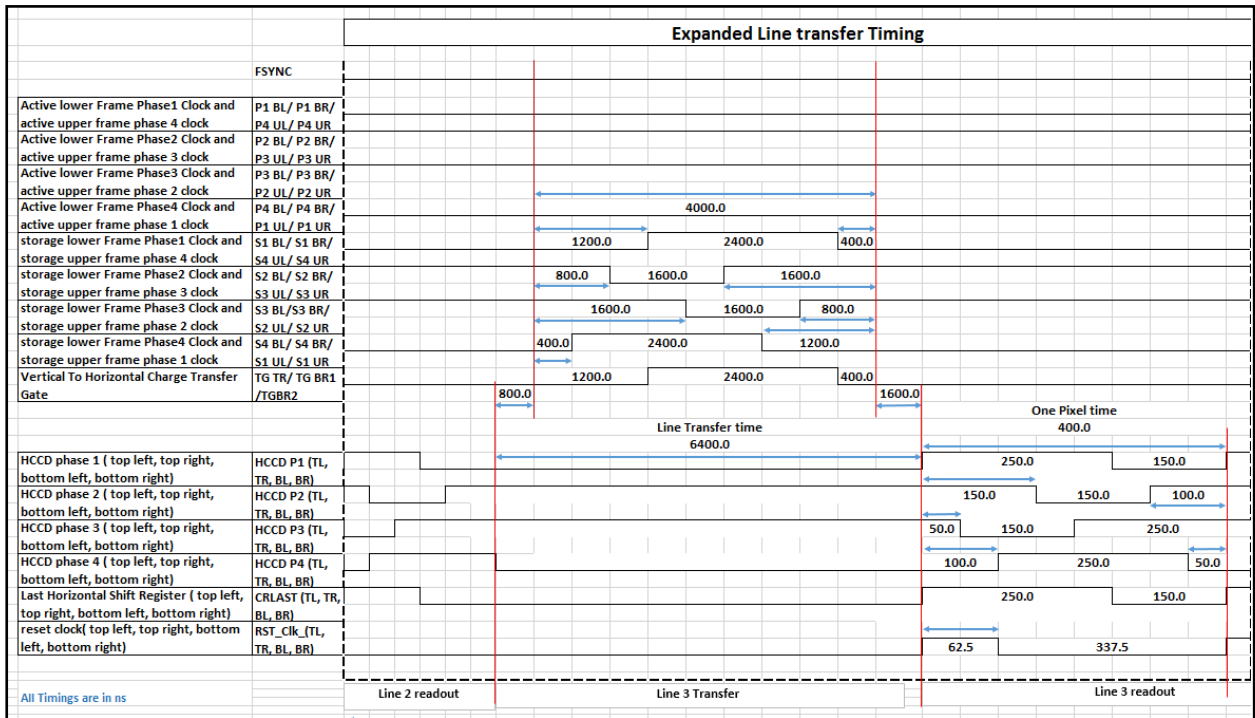 Expanded Line transfer Timing
FSYNC
Active lower Frame Phase1 Clock and
active upper frame phase 4 clock
P1 BL/ P1 BR/
P4 UL/ P4 UR
Active lower Frame Phase2 Clock and
active upper frame phase 3 clock
P2 BL/ P2 BR/
P3 UL/ P3 UR
Active lower Frame Phase3 Clock and
active upper frame phase 2 clock
P3 BL/ P3 BR/
P2 UL/ P2 UR
Active lower Frame Phase4 Clock and
active upper frame phase 1 clock
P4 BL/ P4 BR/
P1 UL/ P1 UR
4000.0
storage lower Frame Phase1 Clock and
storage upper frame phase 4 clock
S1 BL/ S1 BR/
S4 UL/ S4 UR
1200.0 2400.0 400.0
storage lower Frame Phase2 Clock and
storage upper frame phase 3 clock
S2 BL/ S2 BR/
S3 UL/ S3 UR
800.0 1600.0 1600.0
storage lower Frame Phase3 Clock and
storage upper frame phase 2 clock
S3 BL/S3 BR/
S2 UL/ S2 UR
1600.0 1600.0 800.0
storage lower Frame Phase4 Clock and
storage upper frame phase 1 clock
S4 BL/ S4 BR/
S1 UL/ S1 UR
400.0 2400.0 1200.0
Vertical To Horizontal Charge Transfer
Gate
TG TR/ TG BR1
/TGBR2
1200.0 2400.0 400.0
800.0 1600.0
Line Transfer time
6400.0
One Pixel time
400.0
HCCD phase 1 ( top left, top right,
bottom left, bottom right)
HCCD P1 (TL,
TR, BL, BR)
250.0 150.0
HCCD phase 2 ( top left, top right,
bottom left, bottom right)
HCCD P2 (TL,
TR, BL, BR)
150.0 150.0 100.0
HCCD phase 3 ( top left, top right,
bottom left, bottom right)
HCCD P3 (TL,
TR, BL, BR)
50.0 150.0 250.0
HCCD phase 4 ( top left, top right,
bottom left, bottom right)
HCCD P4 (TL,
TR, BL, BR)
100.0 250.0 50.0
Last Horizontal Shift Register ( top left,
top right, bottom left, bottom right)
CRLAST (TL, TR,
BL, BR)
250.0 150.0
reset clock( top left, top right, bottom
left, bottom right)
RST_Clk_(TL,
TR, BL, BR)
62.5 337.5
All Timings are in ns
Line 2 readout
Line 3 Transfer
Line 3 readout